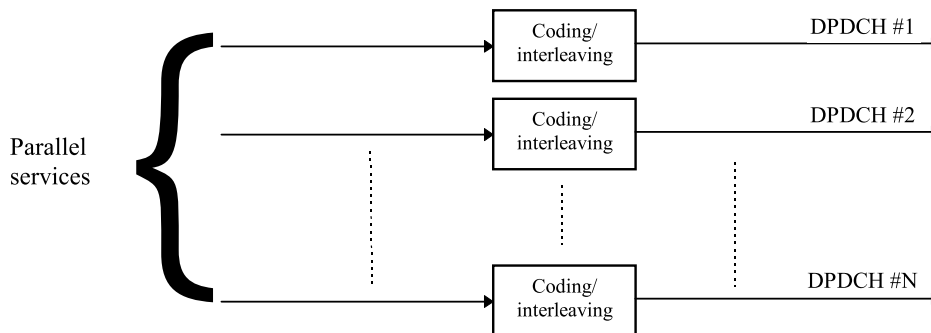 Coding/
interleaving
DPDCH #1
Coding/
interleaving
DPDCH #2
Parallel
services
Coding/
interleaving
DPDCH #N